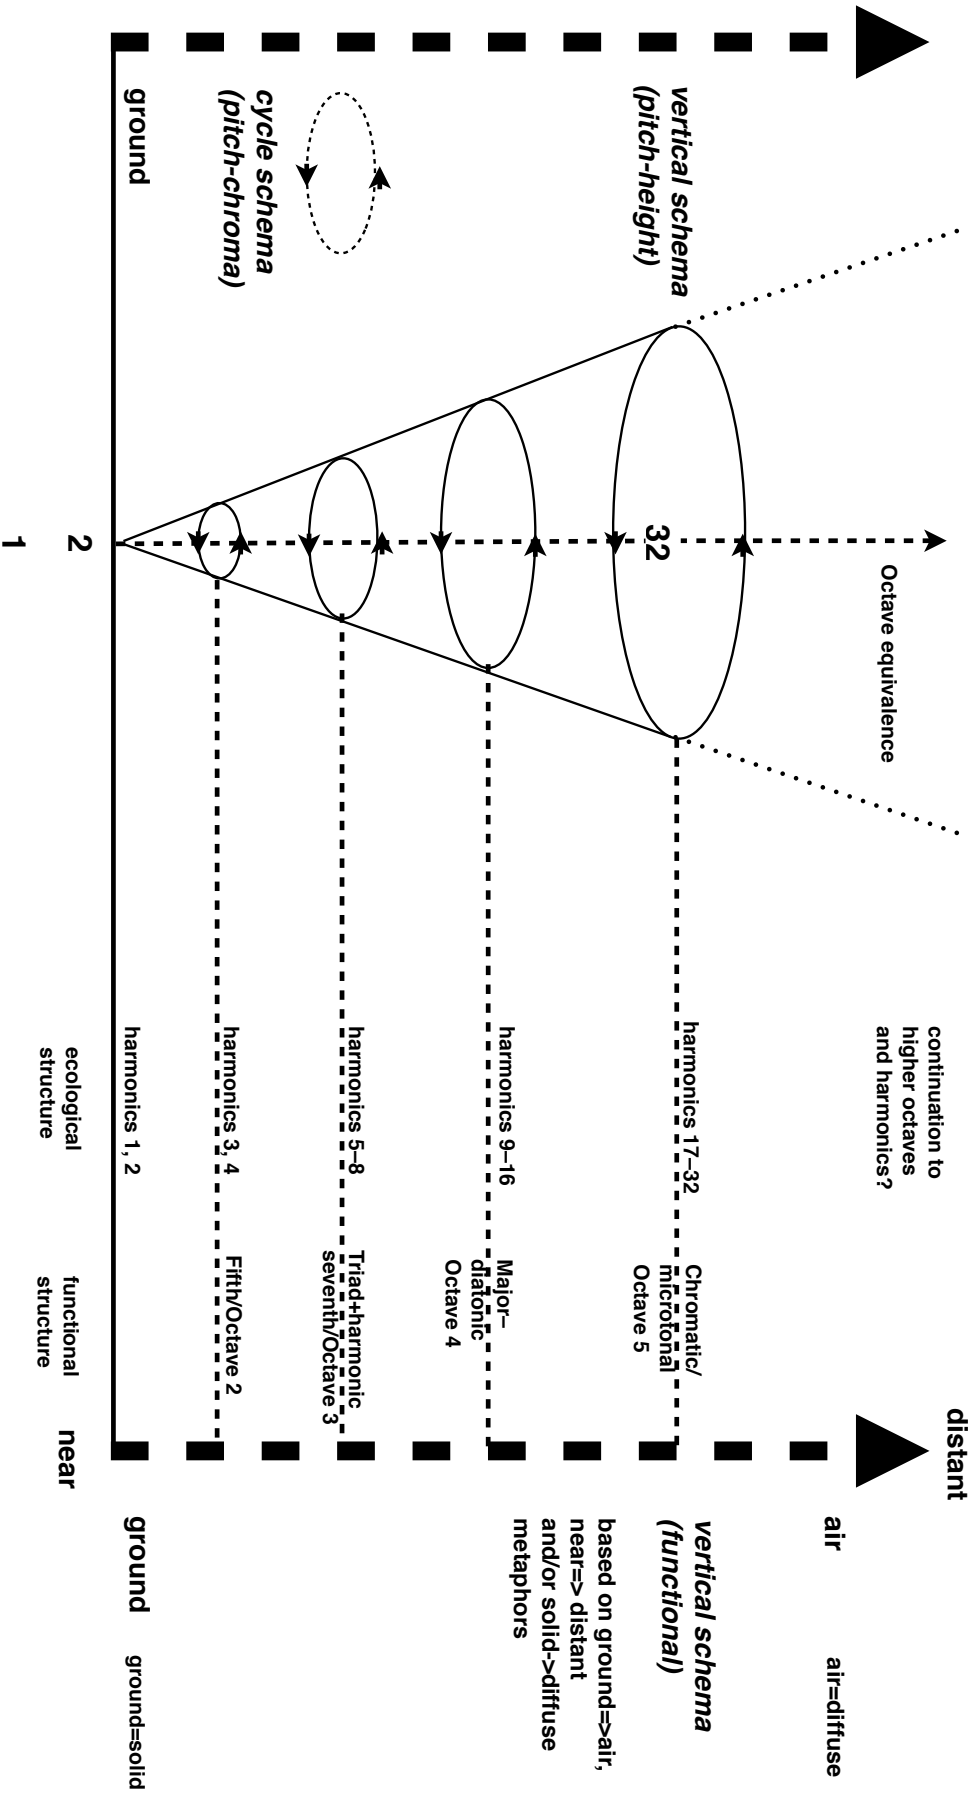 distant
continuation to
higher octaves
and harmonics?
Octave equivalence
air
air=diffuse
vertical schema
(pitch-height)
32
harmonics 17–32
Chromatic/
microtonal
Octave 5
vertical schema
(functional)
based on ground=>air,
near=> distant
and/or solid->diffuse
metaphors
harmonics 9–16
Major–
diatonic
Octave 4
harmonics 5–8
Triad+harmonic
seventh/Octave 3
cycle schema
(pitch-chroma)
harmonics 3, 4
Fifth/Octave 2
ground
harmonics 1, 2
ground
ground=solid
2
1
ecological
structure
functional
structure
near